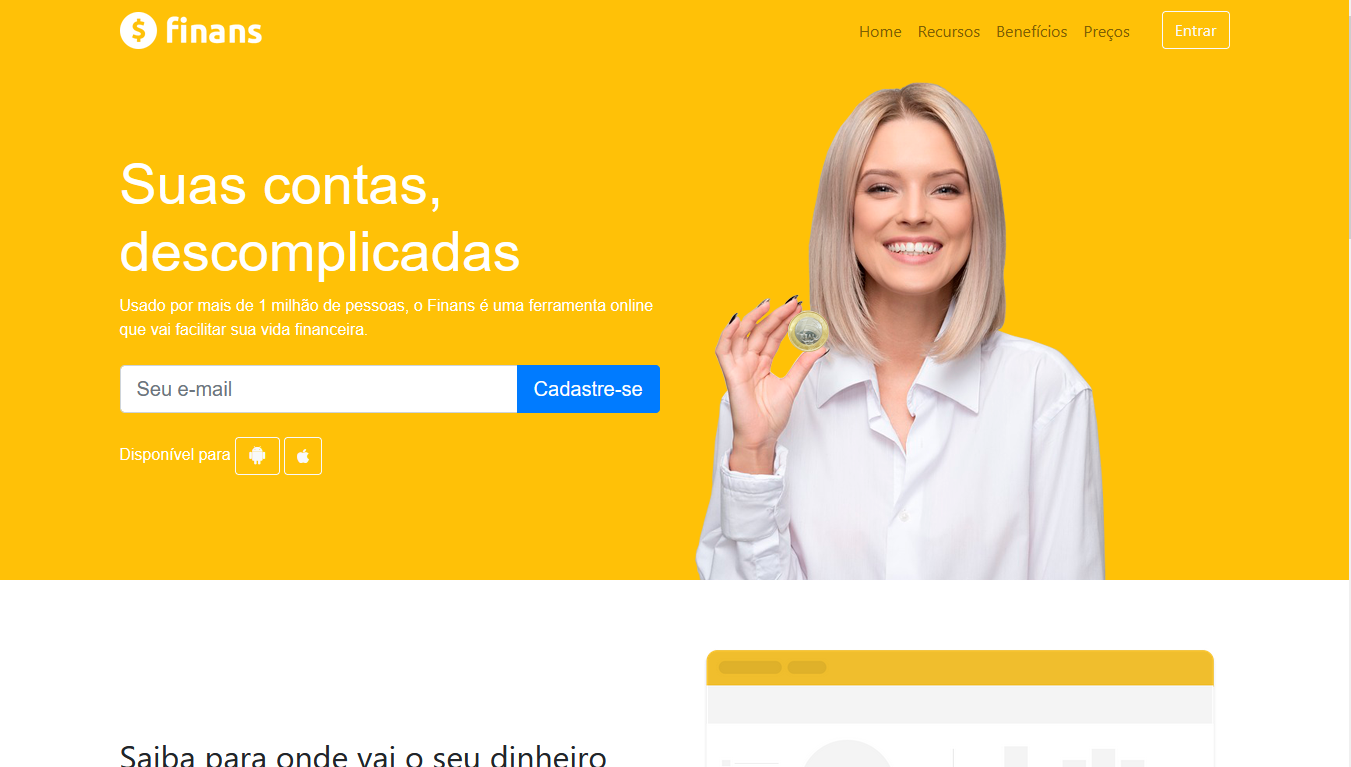 finans
Home Recursos Benefícios Preços Entrar
Suas contas,
descomplicadas
Usado por mais de 1 milhão de pessoas, o Finans é uma ferramenta online
que vai facilitar sua vida financeira.
Seu e-mail Cadastre-se
Disponível para
Saiba para onde vai o seu dinheiro